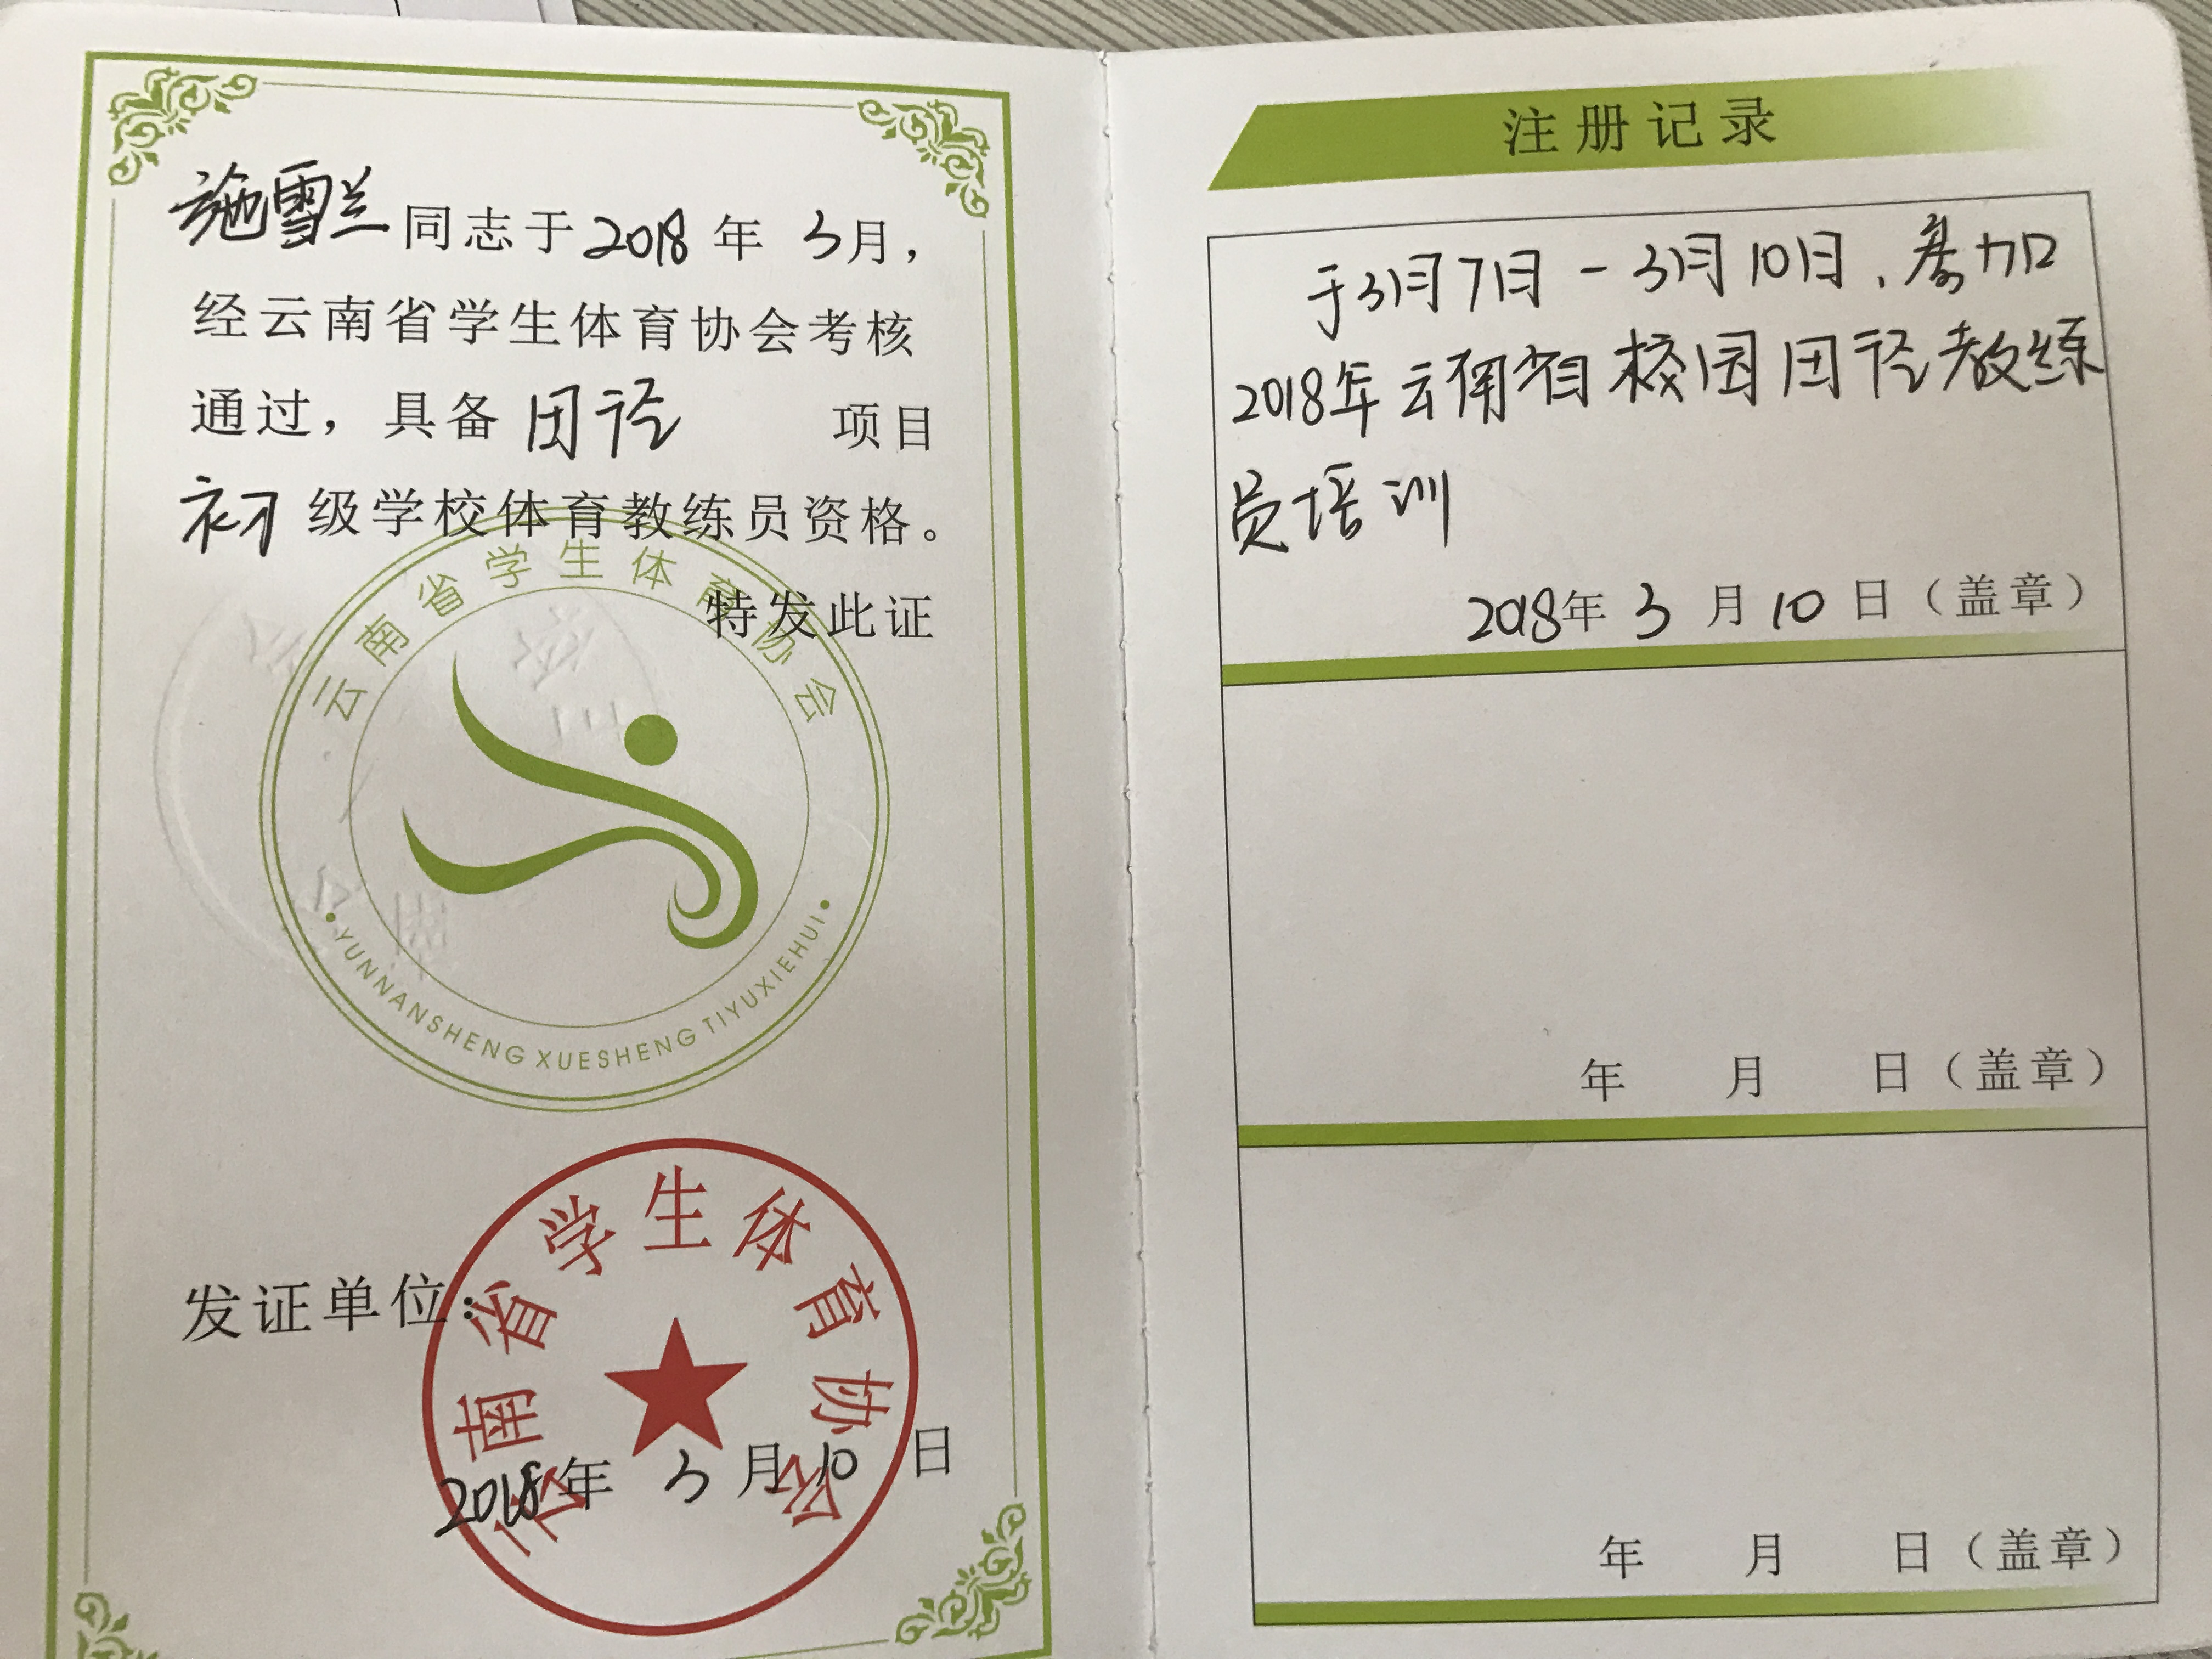 施雪兰同志于2018年 3月，
经云南省学生体育协会考核
通过，具备 田径 项目
初级学校体育教练员资格。
特发此证
云南省学生体育协会
YUNNANSHENG XUESHENG TIYUXIEHUI
发证单位：
云南省学生体育协会
2018年 3月10日
注册记录
于3月7日-3月10日，参加
2018年云南省校园田径教练
员培训
2018年 3月10日（盖章）
年 月 日（盖章）
年 月 日（盖章）